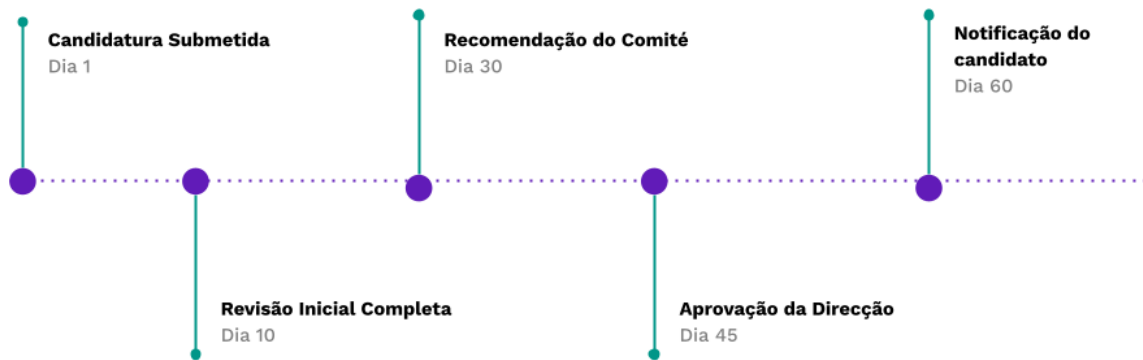 Candidatura Submetida
Dia 1
Revisão Inicial Completa
Dia 10
Recomendação do Comité
Dia 30
Aprovação da Direcção
Dia 45
Notificação do
candidato
Dia 60